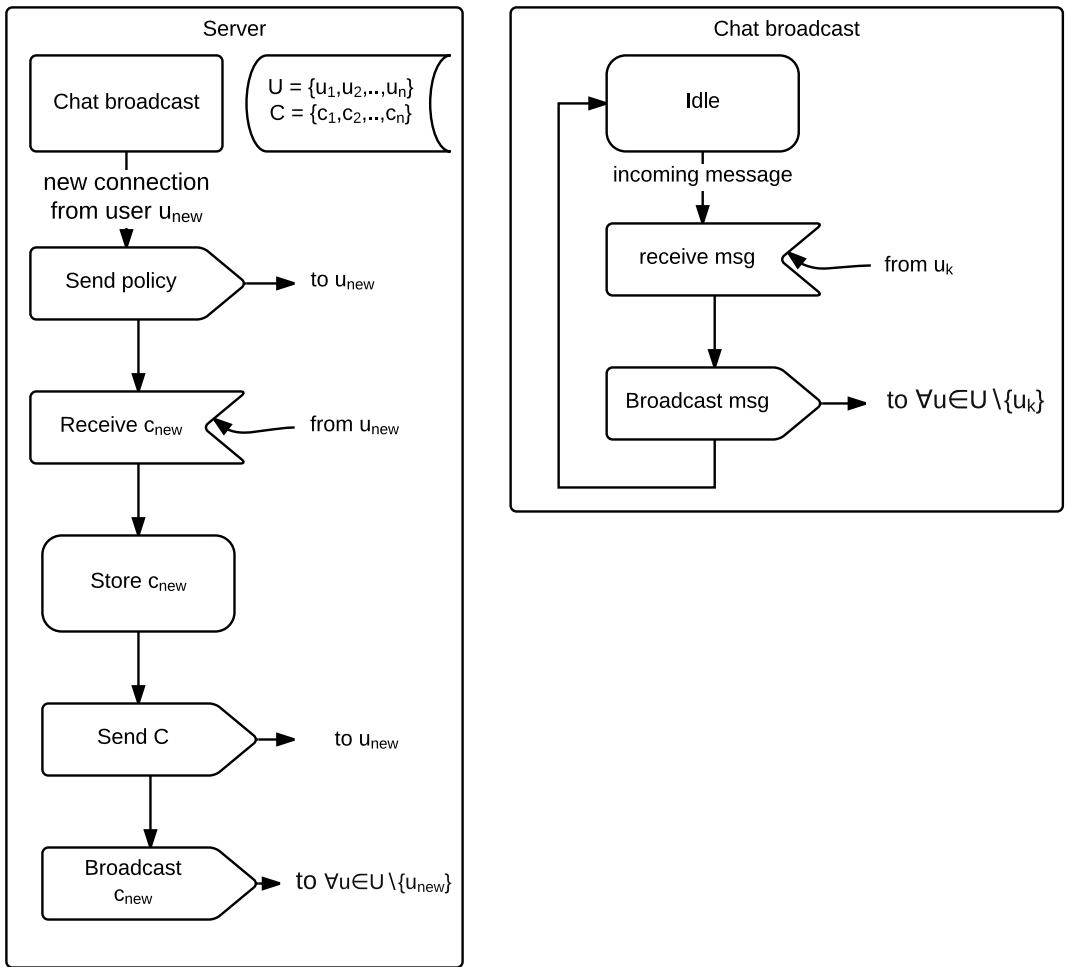 Server
Chat broadcast
U = {u₁,u₂,..,uₙ}
C = {c₁,c₂,..,cₙ}
new connection
from user uₙₑw
Send policy
to uₙₑw
Receive cₙₑw
from uₙₑw
Store cₙₑw
Send C
to uₙₑw
Broadcast
cₙₑw
to ∀u∈U∖{uₙₑw}
Chat broadcast
Idle
incoming message
receive msg
from uₖ
Broadcast msg
to ∀u∈U∖{uₖ}